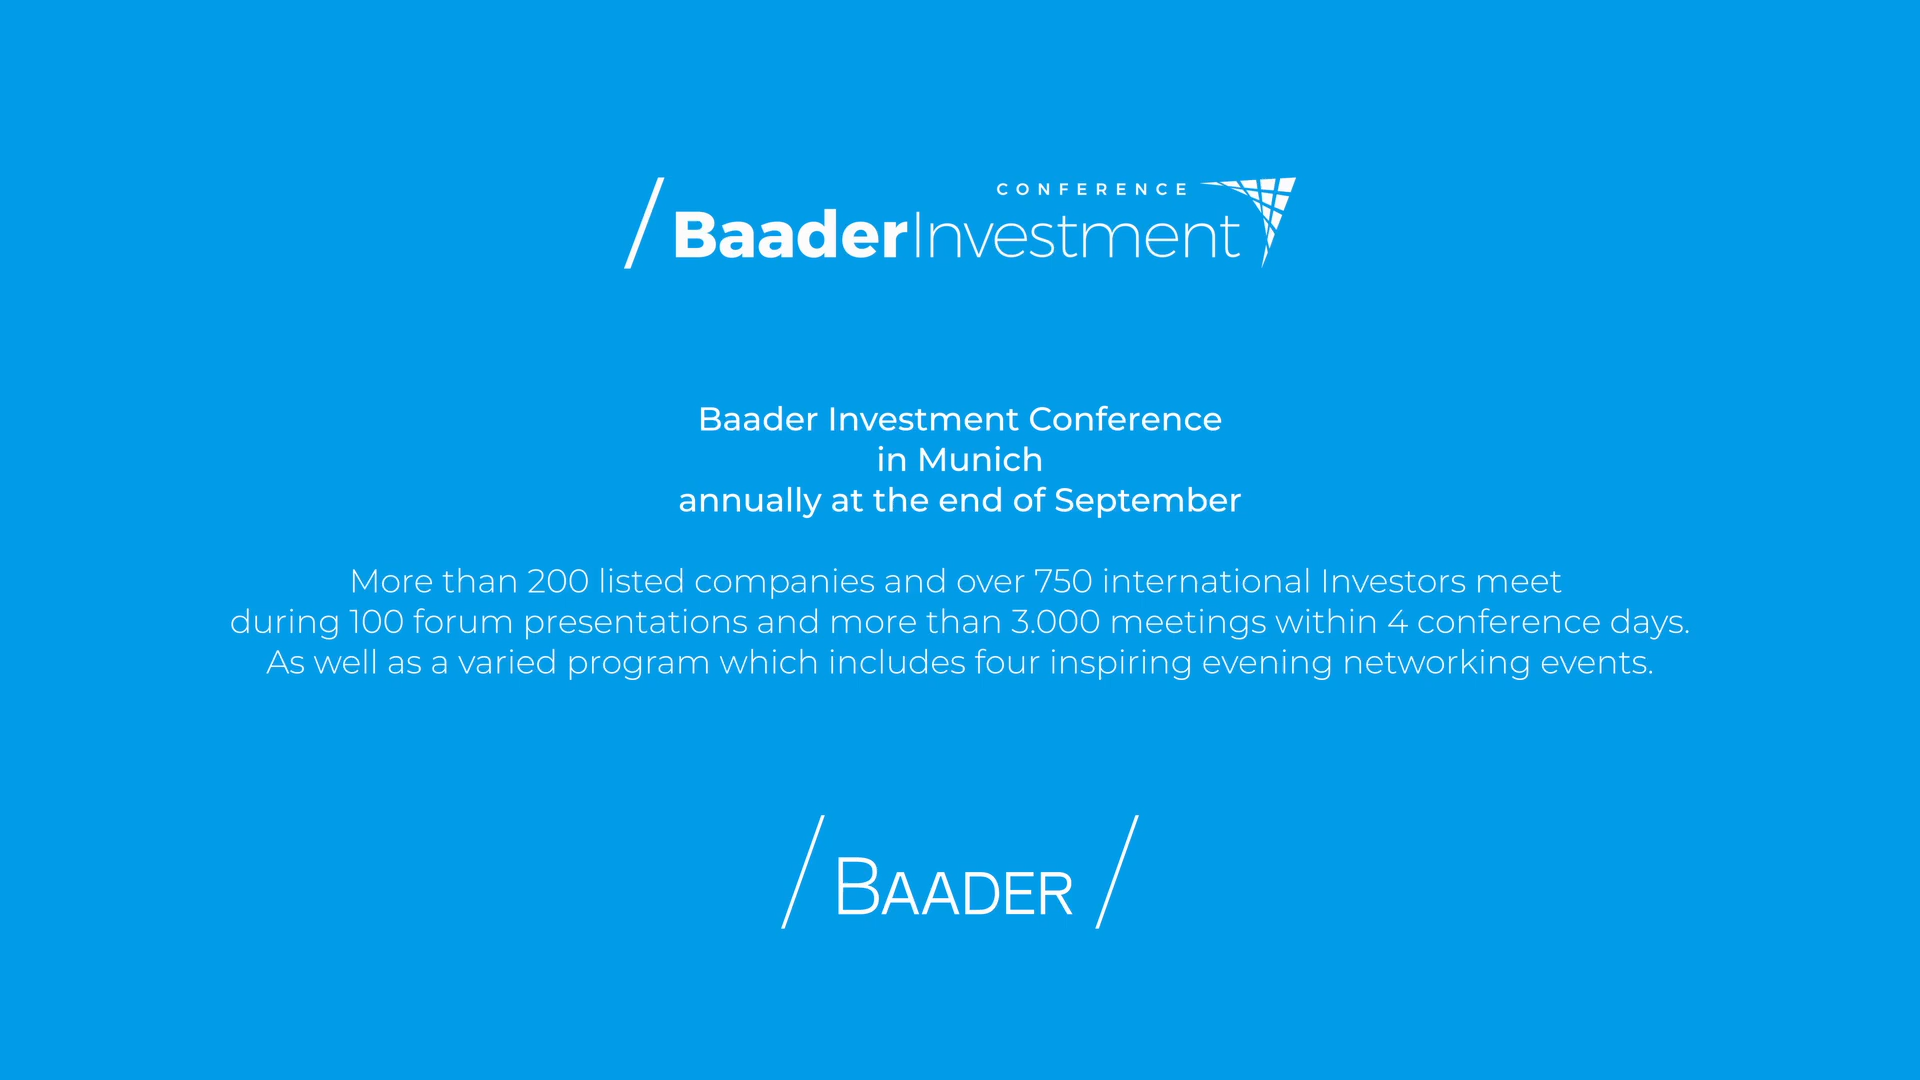 CONFERENCE
BaaderInvestment
Baader Investment Conference
in Munich
annually at the end of September
More than 200 listed companies and over 750 international Investors meet
during 100 forum presentations and more than 3.000 meetings within 4 conference days.
As well as a varied program which includes four inspiring evening networking events.
BAADER